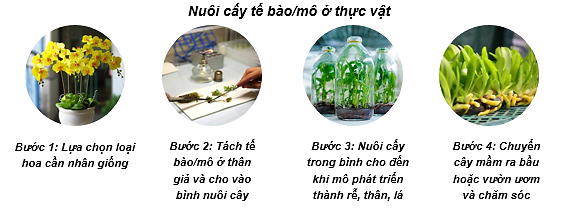 Nuôi cấy tế bào/mô ở thực vật
Bước 1: Lựa chọn loại
hoa cần nhân giống
Bước 2: Tách tế
bào/mô ở thân
giả và cho vào
bình nuôi cấy
Bước 3: Nuôi cấy
trong bình cho đến
khi mô phát triển
thành rễ, thân, lá
Bước 4: Chuyển
cây mầm ra bầu
hoặc vườn ươm
và chăm sóc